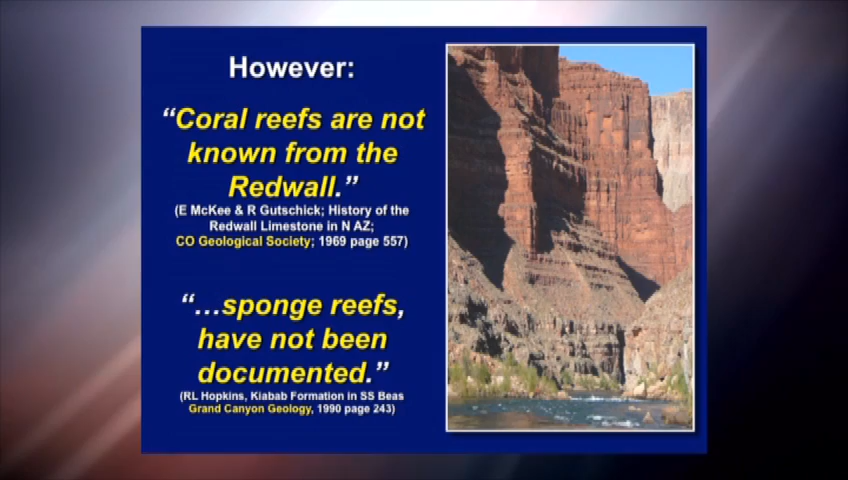 However:
“Coral reefs are not
known from the
Redwall.”
(E McKee & R Gutschick; History of the
Redwall Limestone in N AZ;
CO Geological Society; 1969 page 557)
“…sponge reefs,
have not been
documented.”
(RL Hopkins, Kiabab Formation in SS Beas
Grand Canyon Geology, 1990 page 243)